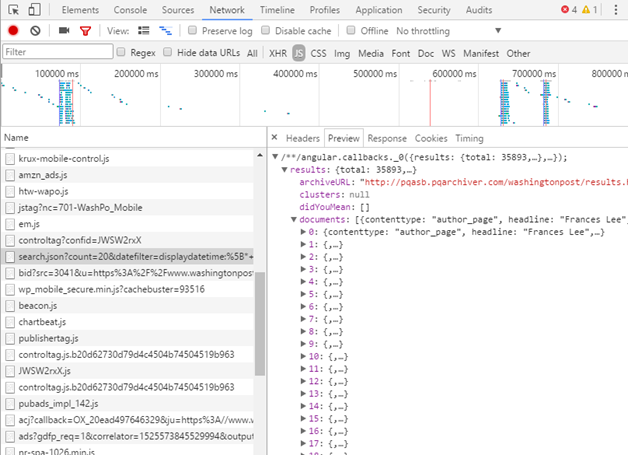 Elements Console Sources Network Timeline Profiles Application Security Audits 4 1
View: Preserve log Disable cache Offline No throttling
Filter Regex Hide data URLs All XHR JS CSS Img Media Font Doc WS Manifest Other
100000 ms 200000 ms 300000 ms 400000 ms 500000 ms 600000 ms 700000 ms 800000
Name
krux-mobile-control.js
amzn_ads.js
htw-wapo.js
jstag?nc=701-WashPo_Mobile
em.js
controltag?confid=JWSW2rxX
search.json?count=20&datefilter=displaydatetime:%5B"+
bid?src=3041&u=https%3A%2F%2Fwww.washingtonpos
wp_mobile_secure.min.js?cachebuster=93516
beacon.js
chartbeat.js
publishertag.js
controltag.js.b20d62730d79d4c4504b74504519b963
JWSW2rxX.js
controltag.js.b20d62730d79d4c4504b74504519b963
pubads_impl_142.js
acj?callback=OX_20ead497646329&ju=https%3A//www.w
ads?gdfp_req=1&correlator=1525573845529994&output
nr-spa-1026.min.js
× Headers Preview Response Cookies Timing
/**/angular.callbacks._0({results: {total: 35893,…},…});
results: {total: 35893,…}
archiveURL: "http://pqasb.pqarchiver.com/washingtonpost/results.h
clusters: null
didYouMean: []
documents: [{contenttype: "author_page", headline: "Frances Lee",…
0: {contenttype: "author_page", headline: "Frances Lee",…}
1: {,…}
2: {,…}
3: {,…}
4: {,…}
5: {,…}
6: {,…}
7: {,…}
8: {,…}
9: {,…}
10: {,…}
11: {,…}
12: {,…}
13: {,…}
14: {,…}
15: {,…}
16: {,…}
17: {,…}